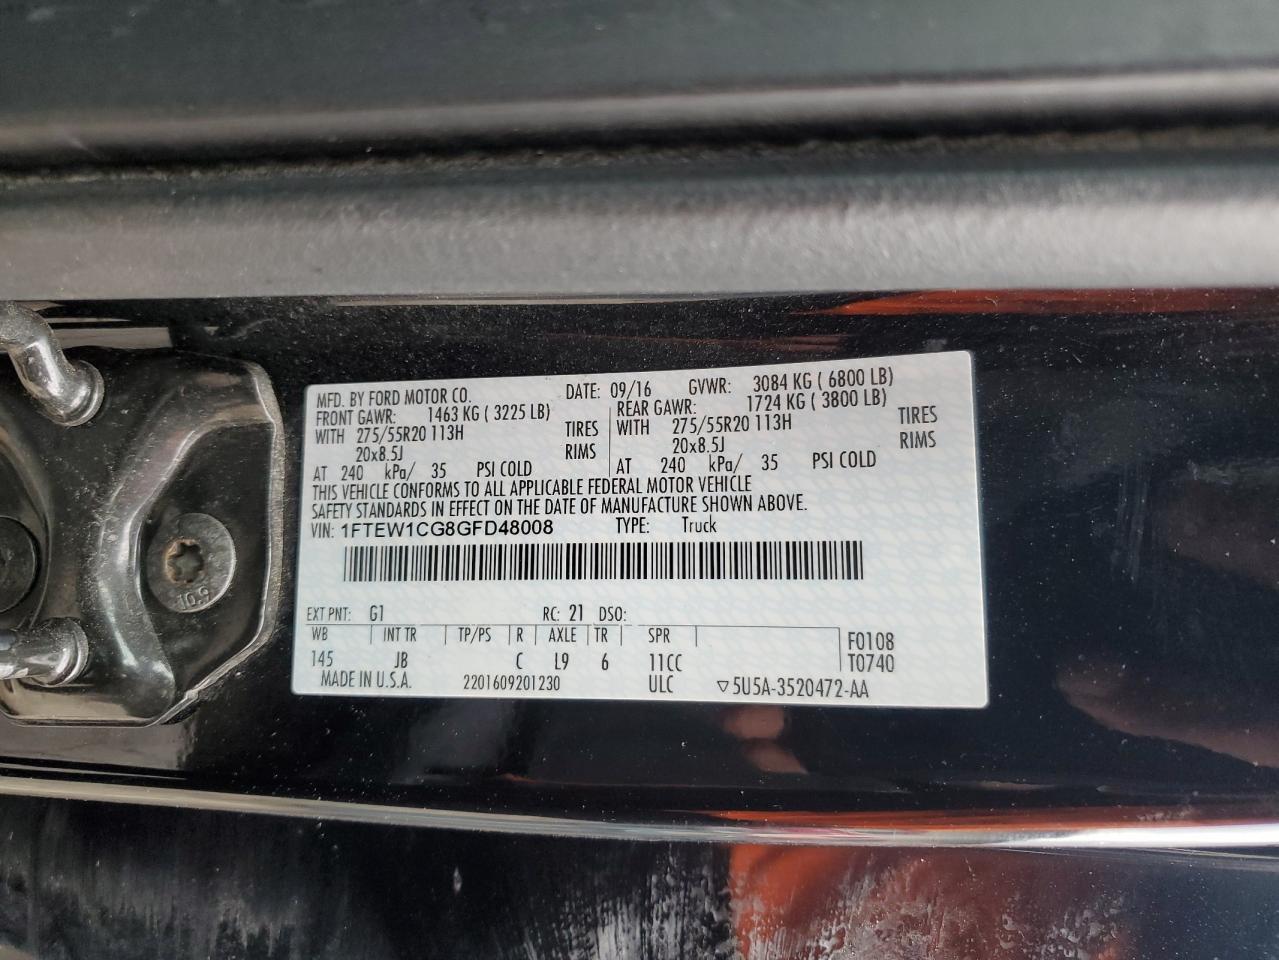 MFD. BY FORD MOTOR CO. DATE: 09/16 GVWR: 3084 KG ( 6800 LB)
FRONT GAWR: 1463 KG ( 3225 LB) REAR GAWR: 1724 KG ( 3800 LB)
WITH 275/55R20 113H TIRES WITH 275/55R20 113H TIRES
20x8.5J RIMS 20x8.5J RIMS
AT 240 kPa/ 35 PSI COLD AT 240 kPa/ 35 PSI COLD
THIS VEHICLE CONFORMS TO ALL APPLICABLE FEDERAL MOTOR VEHICLE
SAFETY STANDARDS IN EFFECT ON THE DATE OF MANUFACTURE SHOWN ABOVE.
VIN: 1FTEW1CG8GFD48008 TYPE: Truck
EXT PNT: G1 RC: 21 DSO:
WB INT TR TP/PS R AXLE TR SPR F0108
145 JB C L9 6 11CC T0740
MADE IN U.S.A. 2201609201230 ULC ▽5U5A-3520472-AA
10.9